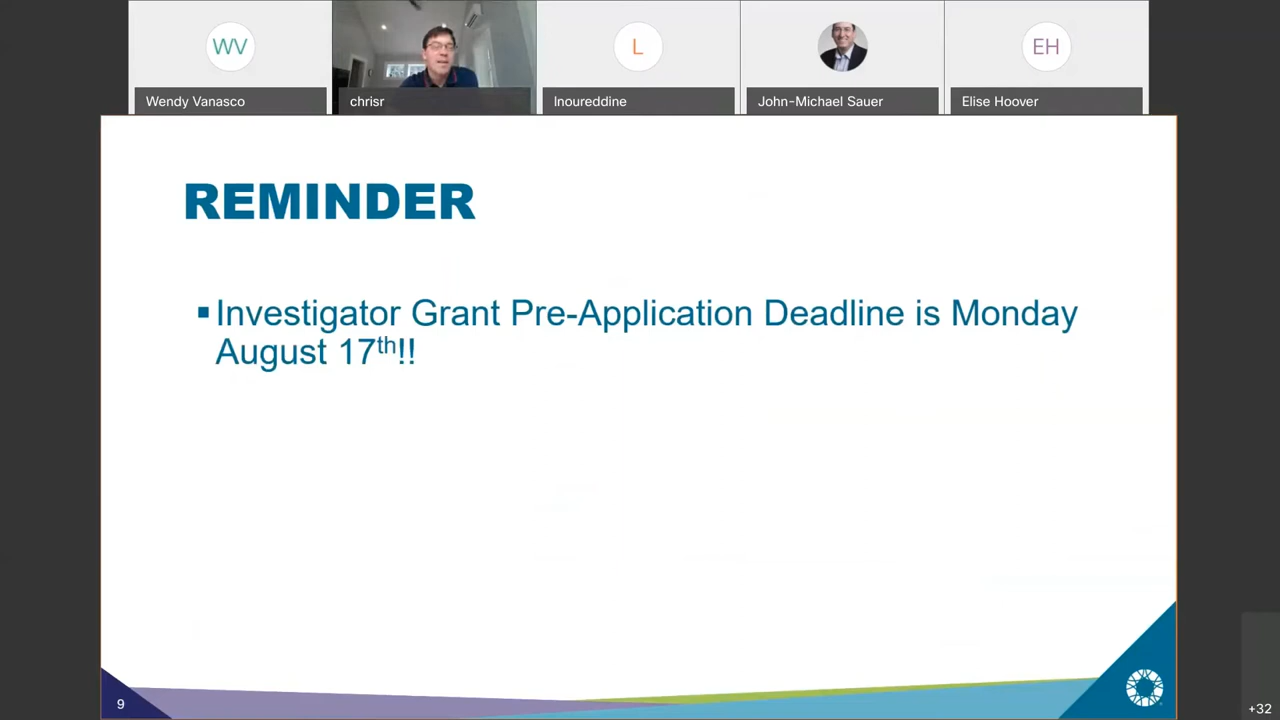 WV
L
EH
Wendy Vanasco
chrisr
lnoureddine
John-Michael Sauer
Elise Hoover
REMINDER
▪Investigator Grant Pre-Application Deadline is Monday
August 17th!!
9
+32